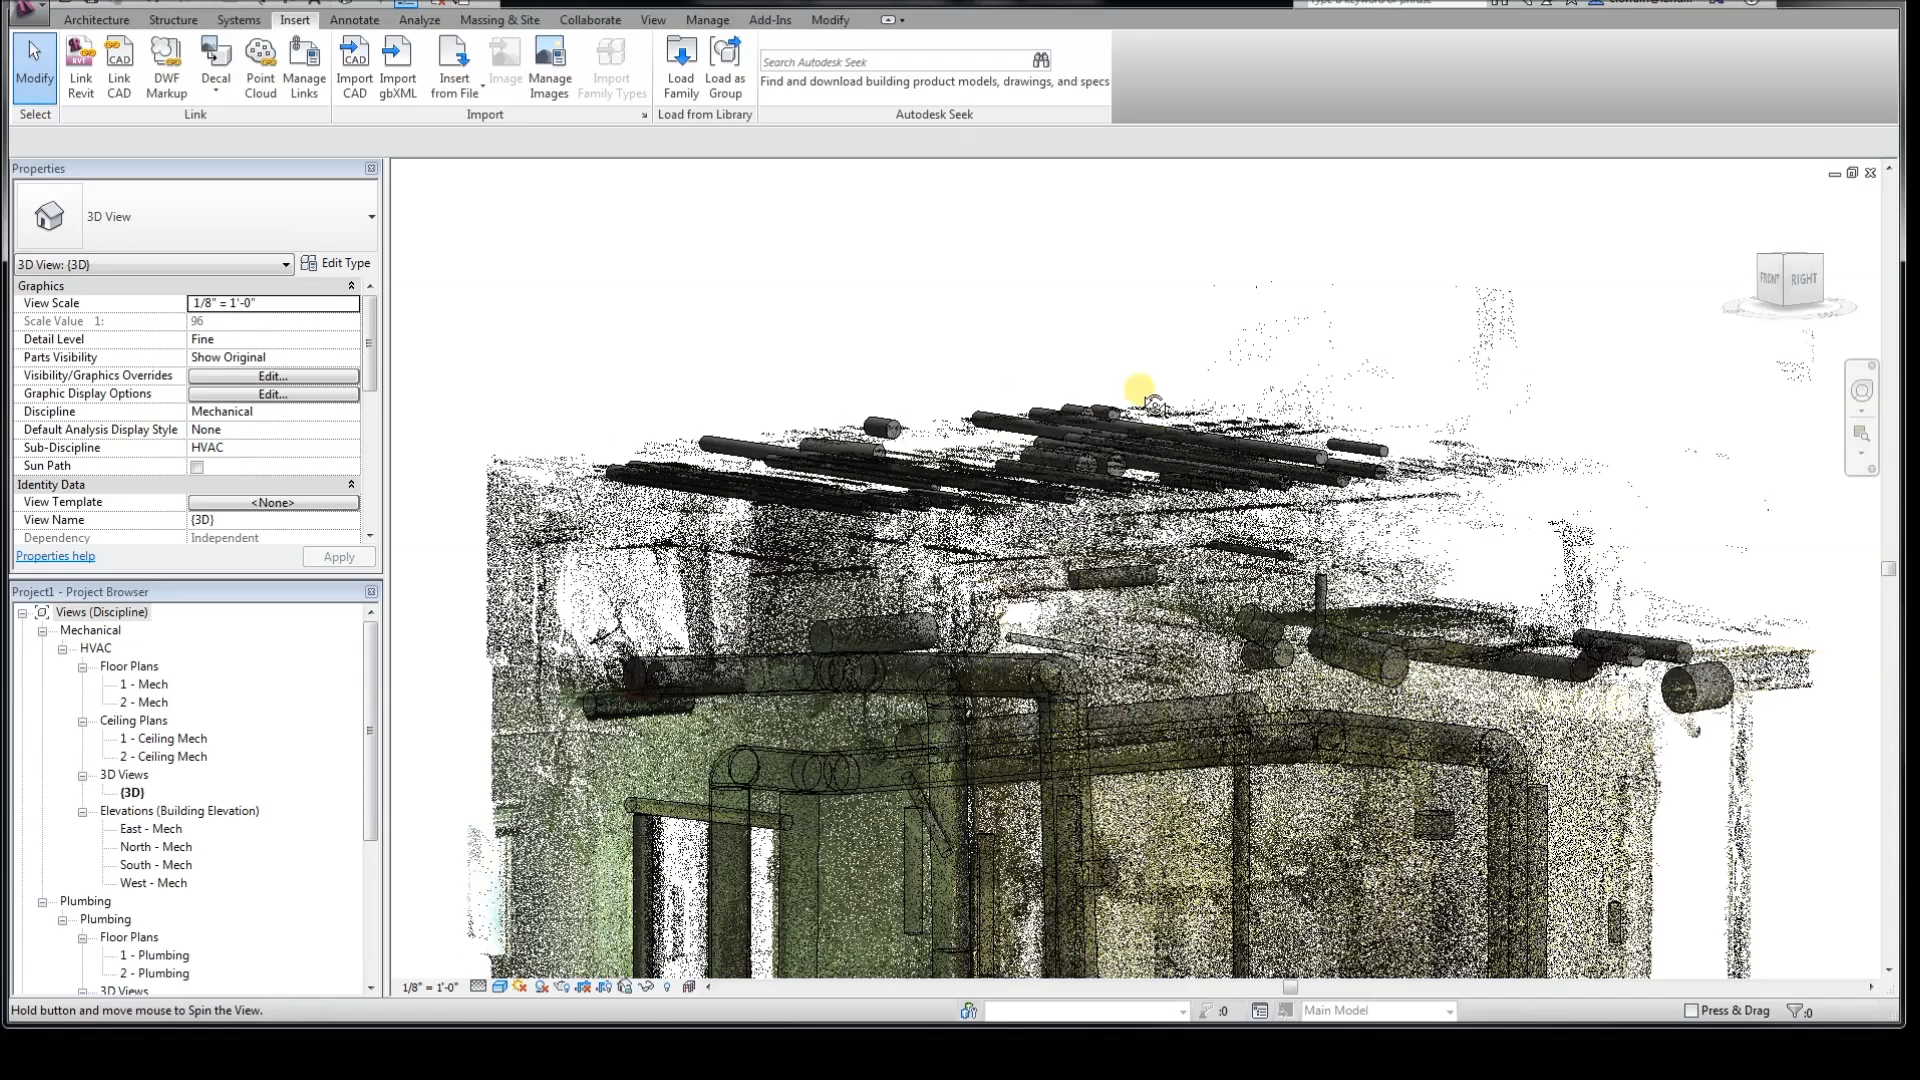 Architecture Structure Systems Insert Annotate Analyze Massing & Site Collaborate View Manage Add-Ins Modify
Modify
Link Revit
Link CAD
DWF Markup
Decal
Point Cloud
Manage Links
Import CAD
Import gbXML
Insert from File
Image
Manage Images
Import Family Types
Load Family
Load as Group
Search Autodesk Seek
Find and download building product models, drawings, and specs
Select Link Import Load from Library Autodesk Seek
Properties
3D View
3D View: {3D} Edit Type
Graphics
View Scale 1/8" = 1'-0"
Scale Value 1: 96
Detail Level Fine
Parts Visibility Show Original
Visibility/Graphics Overrides Edit...
Graphic Display Options Edit...
Discipline Mechanical
Default Analysis Display Style None
Sub-Discipline HVAC
Sun Path
Identity Data
View Template <None>
View Name {3D}
Dependency Independent
Properties help Apply
Project1 - Project Browser
Views (Discipline)
Mechanical
HVAC
Floor Plans
1 - Mech
2 - Mech
Ceiling Plans
1 - Ceiling Mech
2 - Ceiling Mech
3D Views
{3D}
Elevations (Building Elevation)
East - Mech
North - Mech
South - Mech
West - Mech
Plumbing
Plumbing
Floor Plans
1 - Plumbing
2 - Plumbing
3D Views
FRONT RIGHT
1/8" = 1'-0"
Hold button and move mouse to Spin the View.
:0
Main Model
Press & Drag
:0